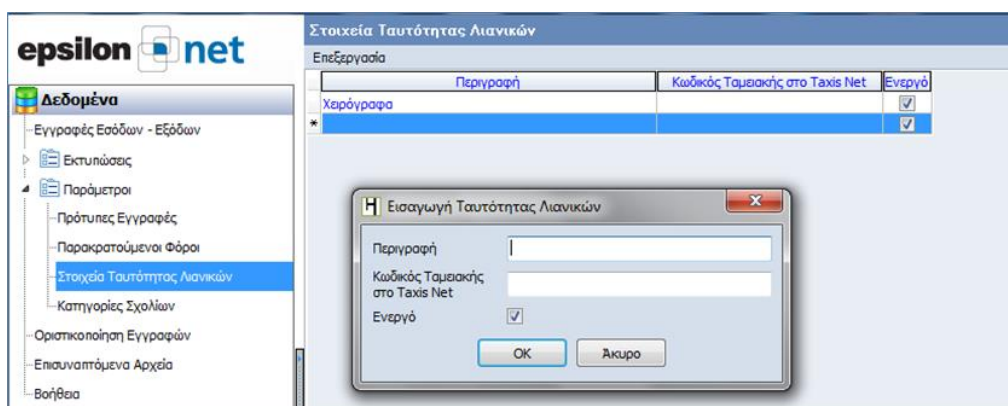 epsilon net
Δεδομένα
Εγγραφές Εσόδων - Εξόδων
Εκτυπώσεις
Παράμετροι
Πρότυπες Εγγραφές
Παρακρατούμενοι Φόροι
Στοιχεία Ταυτότητας Λιανικών
Κατηγορίες Σχολίων
Οριστικοποίηση Εγγραφών
Επισυναπτόμενα Αρχεία
Βοήθεια
Στοιχεία Ταυτότητας Λιανικών
Επεξεργασία
Περιγραφή Κωδικός Ταμειακής στο Taxis Net Ενεργό
Χειρόγραφα
*
Εισαγωγή Ταυτότητας Λιανικών
Περιγραφή
Κωδικός Ταμειακής
στο Taxis Net
Ενεργό
OK Άκυρο